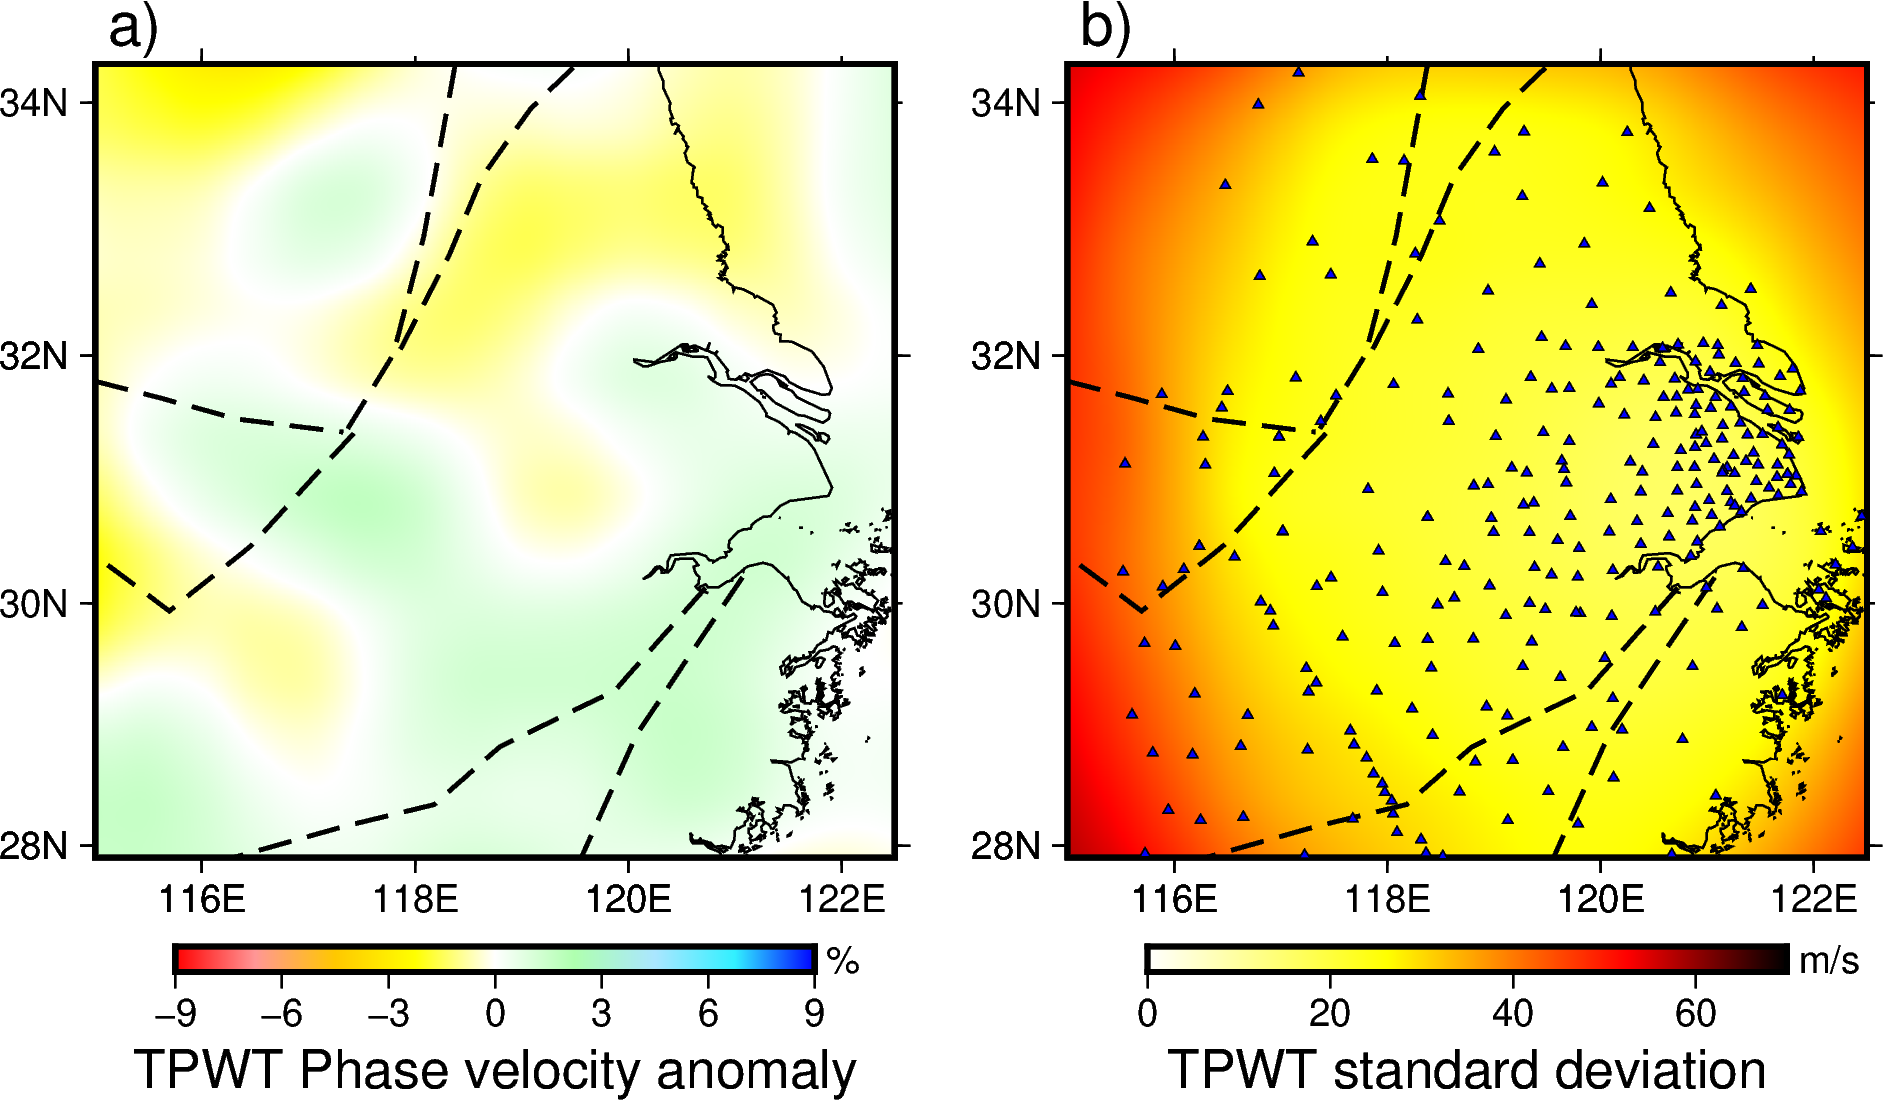 a)
34N
32N
30N
28N
116E 118E 120E 122E
%
−9 −6 −3 0 3 6 9
TPWT Phase velocity anomaly
b)
34N
32N
30N
28N
116E 118E 120E 122E
m/s
0 20 40 60
TPWT standard deviation